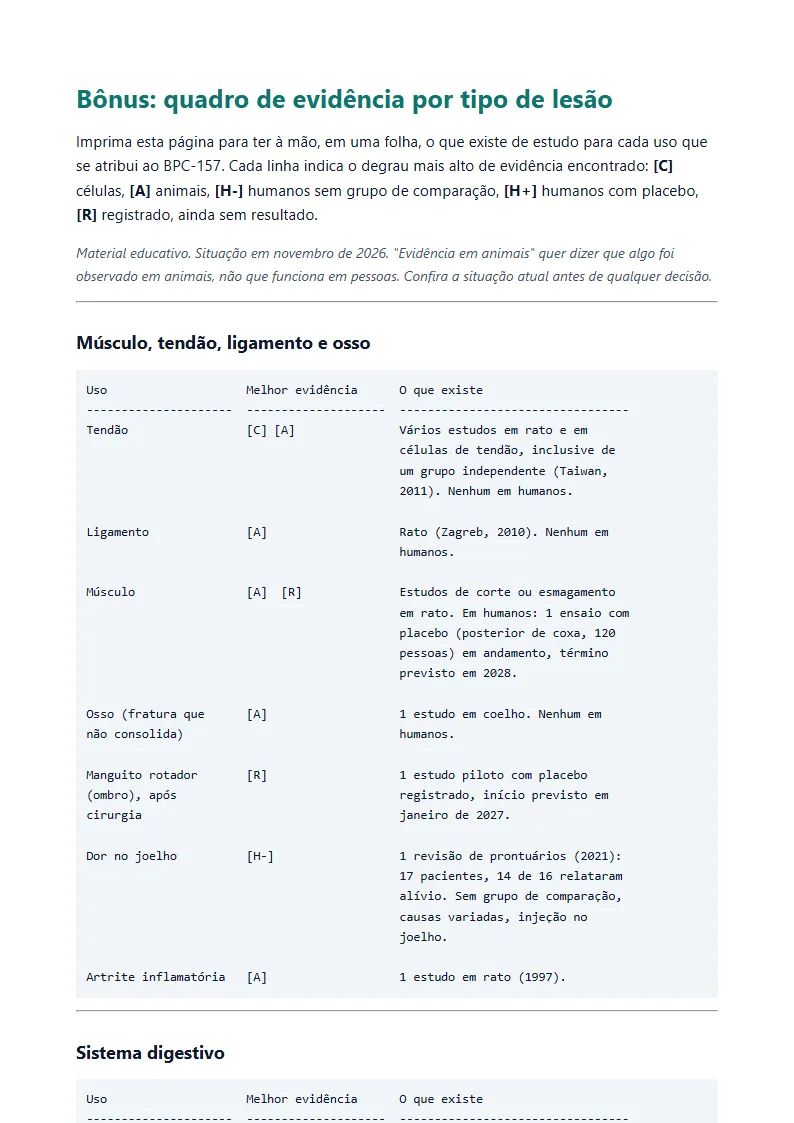 Bônus: quadro de evidência por tipo de lesão
Imprima esta página para ter à mão, em uma folha, o que existe de estudo para cada uso que
se atribui ao BPC-157. Cada linha indica o degrau mais alto de evidência encontrado: [C]
células, [A] animais, [H-] humanos sem grupo de comparação, [H+] humanos com placebo,
[R] registrado, ainda sem resultado.
Material educativo. Situação em novembro de 2026. "Evidência em animais" quer dizer que algo foi
observado em animais, não que funciona em pessoas. Confira a situação atual antes de qualquer decisão.
Músculo, tendão, ligamento e osso
Uso Melhor evidência O que existe
--------------------- -------------------- ---------------------------------
Tendão [C] [A] Vários estudos em rato e em
células de tendão, inclusive de
um grupo independente (Taiwan,
2011). Nenhum em humanos.
Ligamento [A] Rato (Zagreb, 2010). Nenhum em
humanos.
Músculo [A] [R] Estudos de corte ou esmagamento
em rato. Em humanos: 1 ensaio com
placebo (posterior de coxa, 120
pessoas) em andamento, término
previsto em 2028.
Osso (fratura que [A] 1 estudo em coelho. Nenhum em
não consolida) humanos.
Manguito rotador [R] 1 estudo piloto com placebo
(ombro), após registrado, início previsto em
cirurgia janeiro de 2027.
Dor no joelho [H-] 1 revisão de prontuários (2021):
17 pacientes, 14 de 16 relataram
alívio. Sem grupo de comparação,
causas variadas, injeção no
joelho.
Artrite inflamatória [A] 1 estudo em rato (1997).
Sistema digestivo
Uso Melhor evidência O que existe
--------------------- -------------------- ---------------------------------